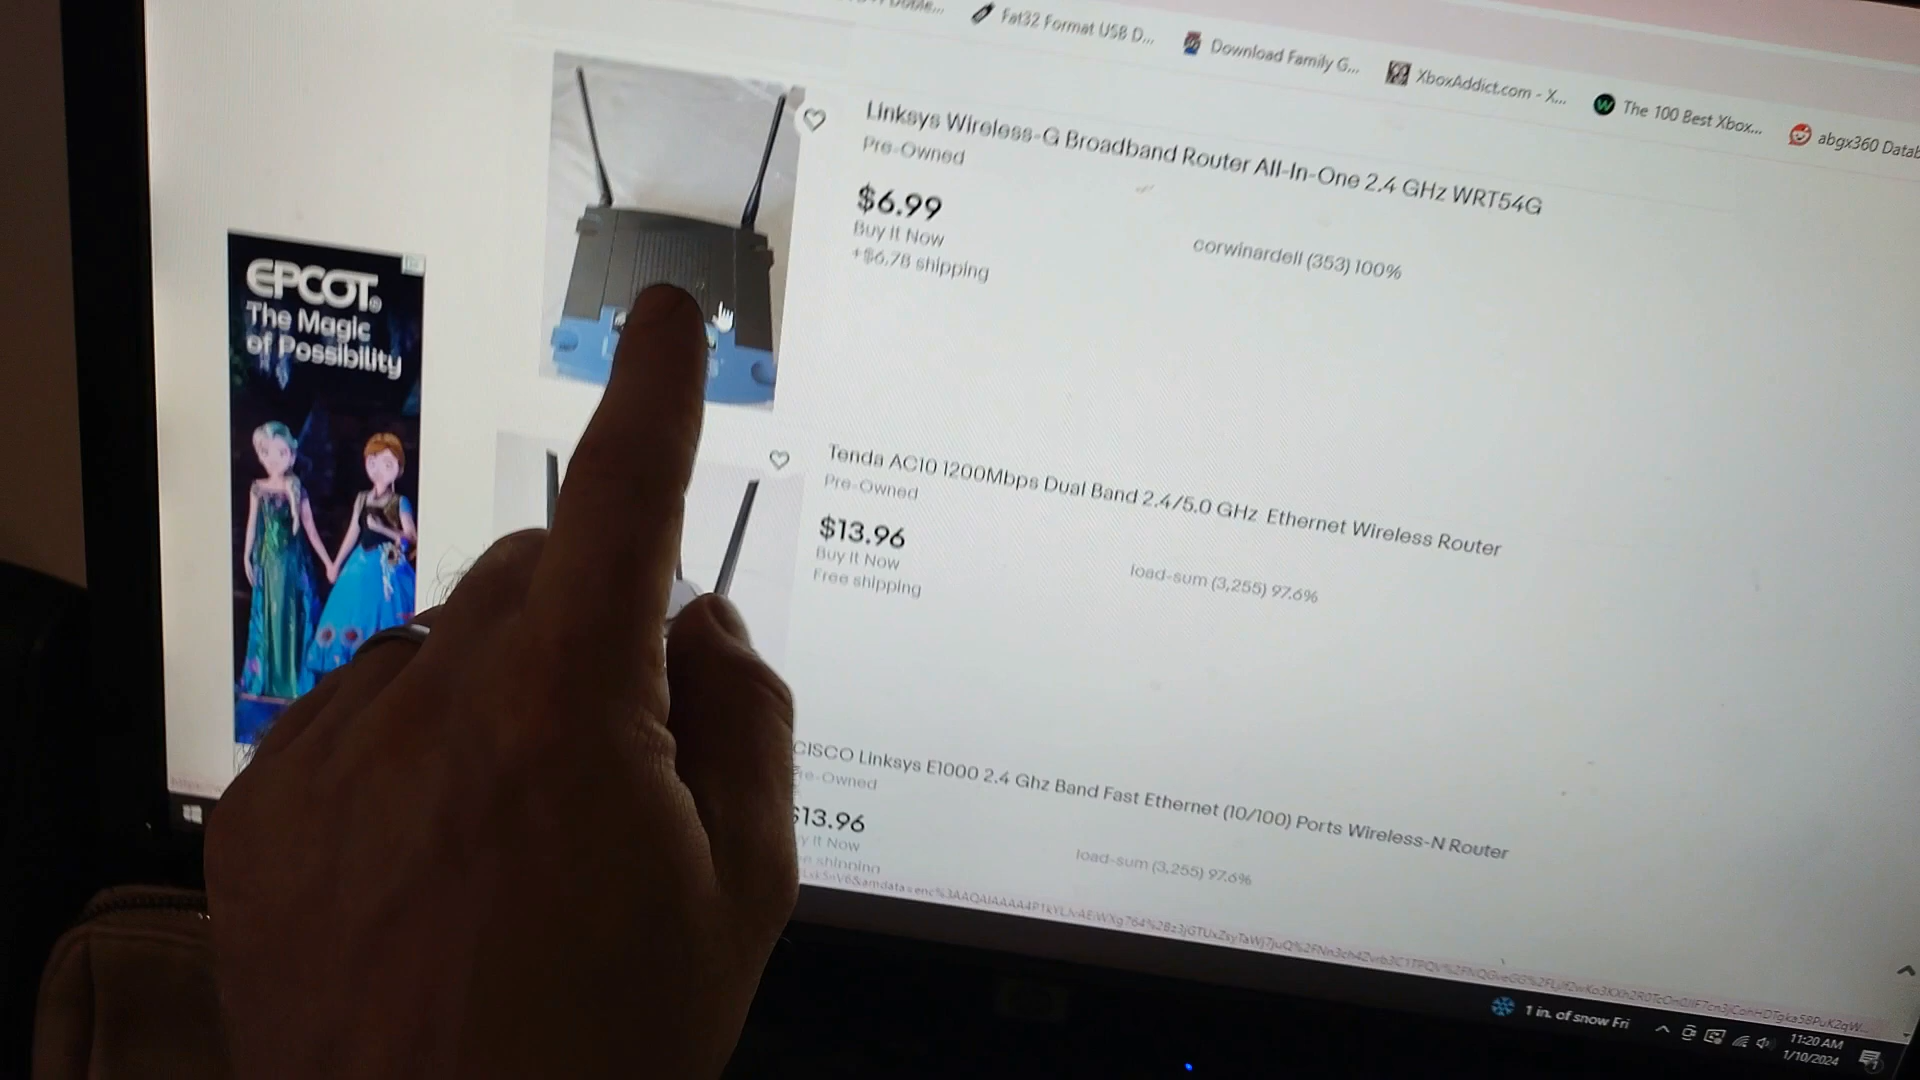 Fat32 Format USB D...
Download Family G...
XboxAddict.com - X...
The 100 Best Xbox...
abgx360 Datab
Linksys Wireless-G Broadband Router All-In-One 2.4 GHz WRT54G
Pre-Owned
$6.99
Buy It Now
+$6.78 shipping
corwinardell (353) 100%
EPCOT
The Magic
of Possibility
Tenda AC10 1200Mbps Dual Band 2.4/5.0 GHz Ethernet Wireless Router
Pre-Owned
$13.96
Buy It Now
Free shipping
load-sum (3,255) 97.6%
CISCO Linksys E1000 2.4 Ghz Band Fast Ethernet (10/100) Ports Wireless-N Router
re-Owned
$13.96
y It Now
shipping
load-sum (3,255) 97.6%
1 in. of snow Fri
11:20 AM
1/10/2024